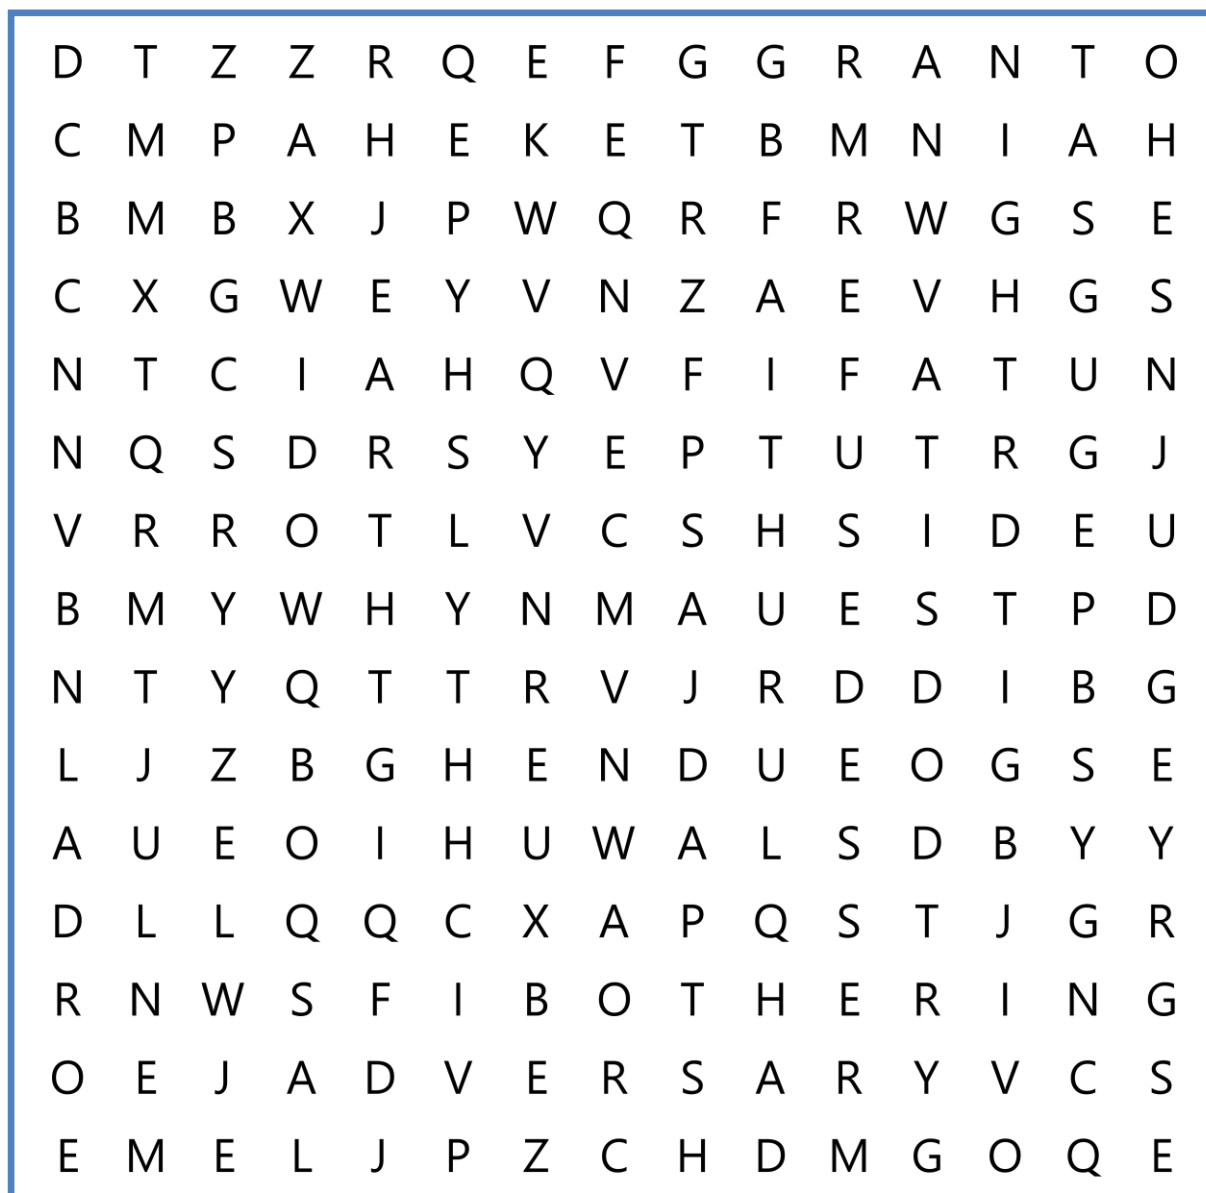 D T Z Z R Q E F G G R A N T O
C M P A H E K E T B M N I A H
B M B X J P W Q R F R W G S E
C X G W E Y V N Z A E V H G S
N T C I A H Q V F I F A T U N
N Q S D R S Y E P T U T R G J
V R R O T L V C S H S I D E U
B M Y W H Y N M A U E S T P D
N T Y Q T T R V J R D D I B G
L J Z B G H E N D U E O G S E
A U E O I H U W A L S D B Y Y
D L L Q Q C X A P Q S T J G R
R N W S F I B O T H E R I N G
O E J A D V E R S A R Y V C S
E M E L J P Z C H D M G O Q E